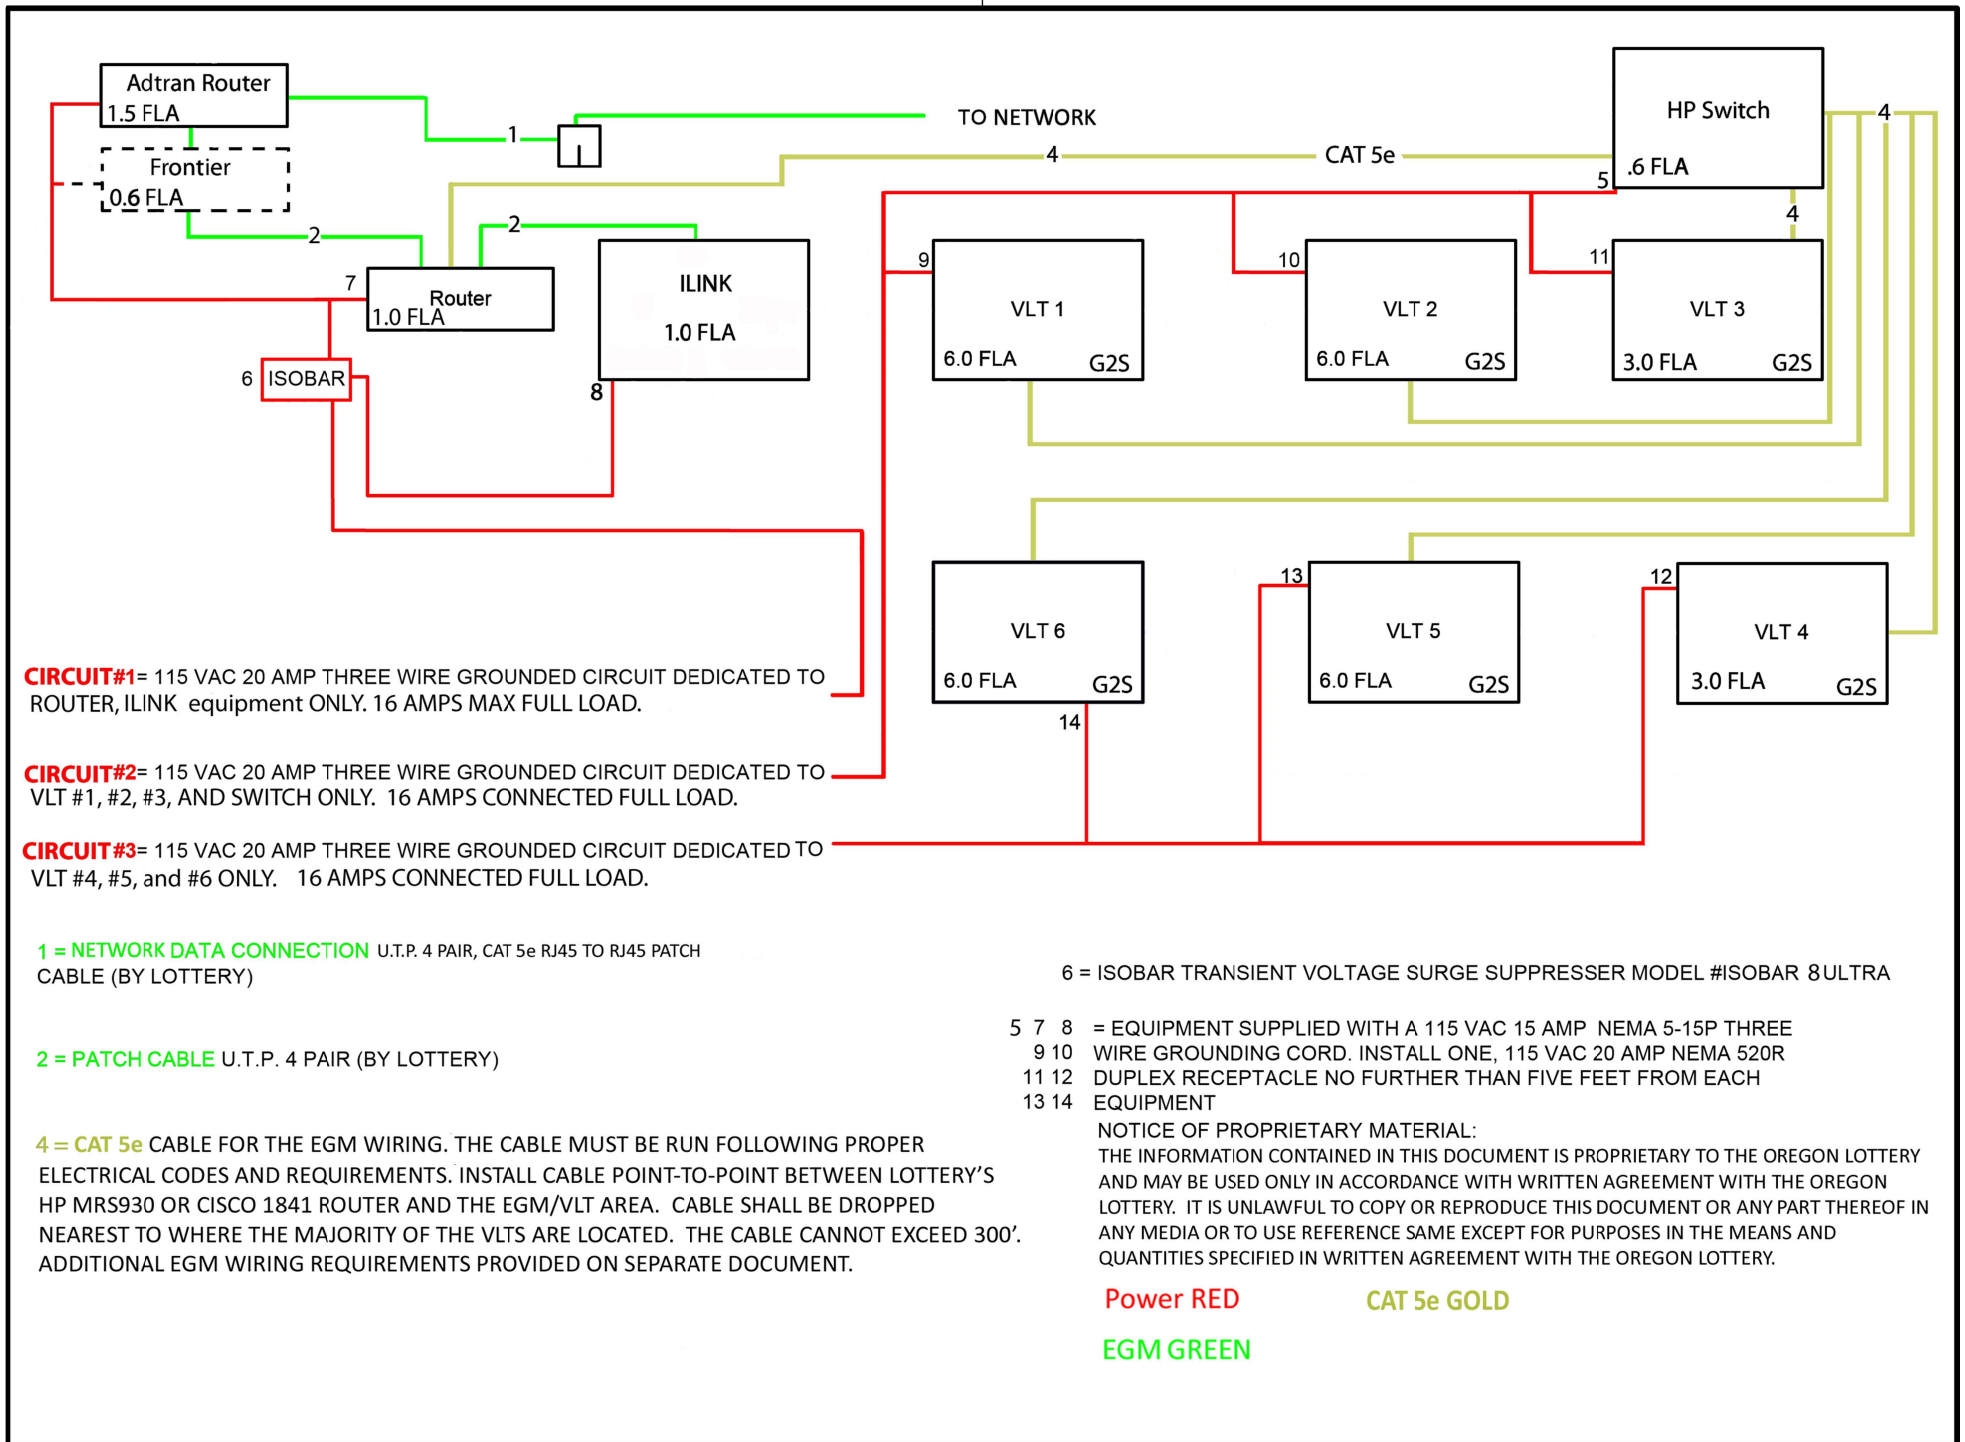 Adtran Router
1.5 FLA
Frontier
0.6 FLA
1
TO NETWORK
HP Switch
.6 FLA
4
4
CAT 5e
5
4
2
2
7
Router
1.0 FLA
ILINK
1.0 FLA
8
6
ISOBAR
9
VLT 1
6.0 FLA
G2S
10
VLT 2
6.0 FLA
G2S
11
VLT 3
3.0 FLA
G2S
VLT 6
6.0 FLA
G2S
14
13
VLT 5
6.0 FLA
G2S
12
VLT 4
3.0 FLA
G2S
CIRCUIT#1= 115 VAC 20 AMP THREE WIRE GROUNDED CIRCUIT DEDICATED TO
ROUTER, ILINK equipment ONLY. 16 AMPS MAX FULL LOAD.
CIRCUIT#2= 115 VAC 20 AMP THREE WIRE GROUNDED CIRCUIT DEDICATED TO
VLT #1, #2, #3, AND SWITCH ONLY. 16 AMPS CONNECTED FULL LOAD.
CIRCUIT#3= 115 VAC 20 AMP THREE WIRE GROUNDED CIRCUIT DEDICATED TO
VLT #4, #5, and #6 ONLY. 16 AMPS CONNECTED FULL LOAD.
1 = NETWORK DATA CONNECTION U.T.P. 4 PAIR, CAT 5e RJ45 TO RJ45 PATCH
CABLE (BY LOTTERY)
2 = PATCH CABLE U.T.P. 4 PAIR (BY LOTTERY)
4 = CAT 5e CABLE FOR THE EGM WIRING. THE CABLE MUST BE RUN FOLLOWING PROPER
ELECTRICAL CODES AND REQUIREMENTS. INSTALL CABLE POINT-TO-POINT BETWEEN LOTTERY'S
HP MRS930 OR CISCO 1841 ROUTER AND THE EGM/VLT AREA. CABLE SHALL BE DROPPED
NEAREST TO WHERE THE MAJORITY OF THE VLTS ARE LOCATED. THE CABLE CANNOT EXCEED 300'.
ADDITIONAL EGM WIRING REQUIREMENTS PROVIDED ON SEPARATE DOCUMENT.
6 = ISOBAR TRANSIENT VOLTAGE SURGE SUPPRESSER MODEL #ISOBAR 8ULTRA
5 7 8 = EQUIPMENT SUPPLIED WITH A 115 VAC 15 AMP NEMA 5-15P THREE
9 10 WIRE GROUNDING CORD. INSTALL ONE, 115 VAC 20 AMP NEMA 520R
11 12 DUPLEX RECEPTACLE NO FURTHER THAN FIVE FEET FROM EACH
13 14 EQUIPMENT
NOTICE OF PROPRIETARY MATERIAL:
THE INFORMATION CONTAINED IN THIS DOCUMENT IS PROPRIETARY TO THE OREGON LOTTERY
AND MAY BE USED ONLY IN ACCORDANCE WITH WRITTEN AGREEMENT WITH THE OREGON
LOTTERY. IT IS UNLAWFUL TO COPY OR REPRODUCE THIS DOCUMENT OR ANY PART THEREOF IN
ANY MEDIA OR TO USE REFERENCE SAME EXCEPT FOR PURPOSES IN THE MEANS AND
QUANTITIES SPECIFIED IN WRITTEN AGREEMENT WITH THE OREGON LOTTERY.
Power RED
CAT 5e GOLD
EGM GREEN